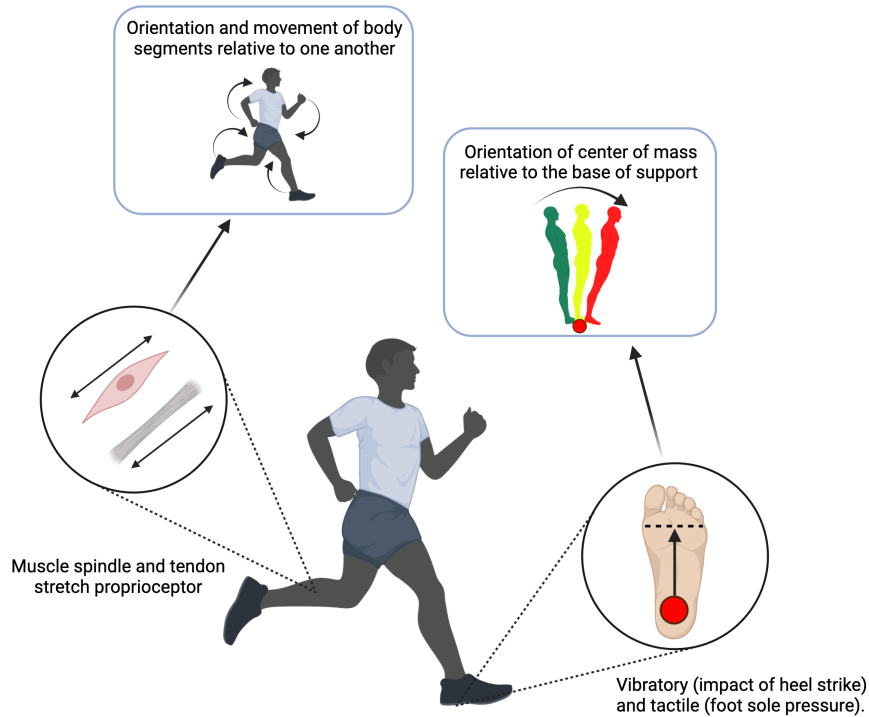 Orientation and movement of body
segments relative to one another
Orientation of center of mass
relative to the base of support
Muscle spindle and tendon
stretch proprioceptor
Vibratory (impact of heel strike)
and tactile (foot sole pressure).